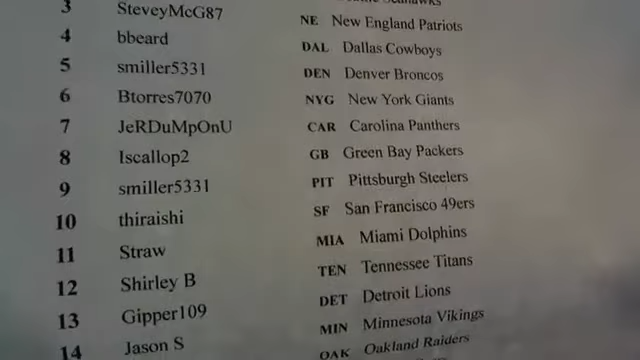 3 SteveyMcG87 NE New England Patriots
4 bbeard DAL Dallas Cowboys
5 smiller5331 DEN Denver Broncos
6 Btorres7070 NYG New York Giants
7 JeRDuMpOnU CAR Carolina Panthers
8 Iscallop2 GB Green Bay Packers
9 smiller5331 PIT Pittsburgh Steelers
10 thiraishi SF San Francisco 49ers
11 Straw MIA Miami Dolphins
12 Shirley B TEN Tennessee Titans
13 Gipper109 DET Detroit Lions
14 Jason S MIN Minnesota Vikings
OAK Oakland Raiders